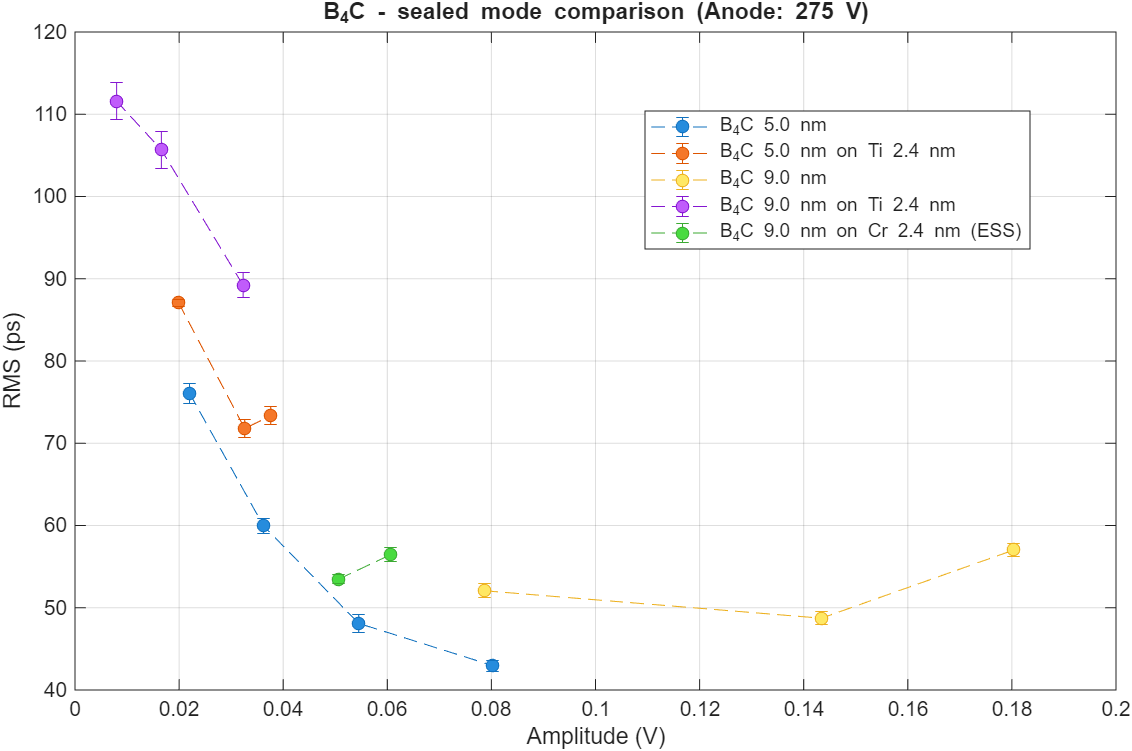 B₄C - sealed mode comparison (Anode: 275 V)
120
110
100
90
80
70
60
50
40
RMS (ps)
B₄C 5.0 nm
B₄C 5.0 nm on Ti 2.4 nm
B₄C 9.0 nm
B₄C 9.0 nm on Ti 2.4 nm
B₄C 9.0 nm on Cr 2.4 nm (ESS)
0 0.02 0.04 0.06 0.08 0.1 0.12 0.14 0.16 0.18 0.2
Amplitude (V)